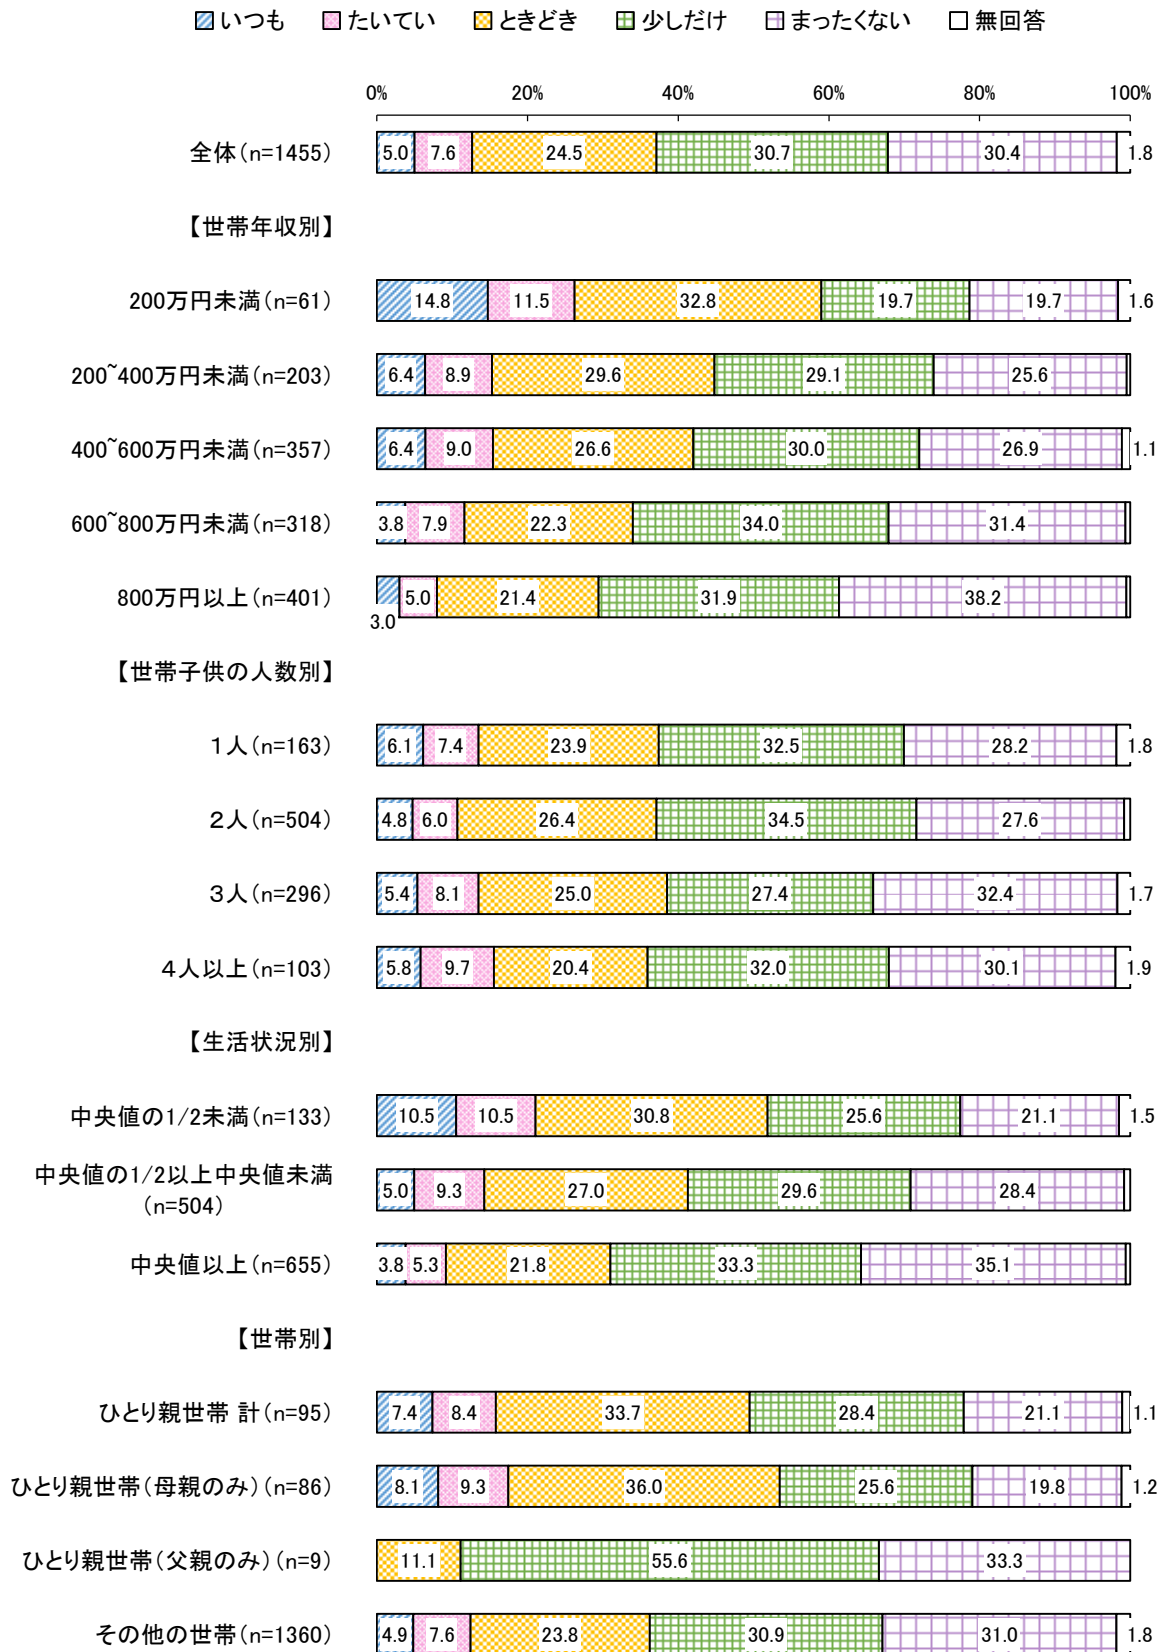 いつも たいてい ときどき 少しだけ まったくない 無回答
0% 20% 40% 60% 80% 100%
全体(n=1455) 5.0 7.6 24.5 30.7 30.4 1.8
【世帯年収別】
200万円未満(n=61) 14.8 11.5 32.8 19.7 19.7 1.6
200~400万円未満(n=203) 6.4 8.9 29.6 29.1 25.6
400~600万円未満(n=357) 6.4 9.0 26.6 30.0 26.9 1.1
600~800万円未満(n=318) 3.8 7.9 22.3 34.0 31.4
800万円以上(n=401) 3.0 5.0 21.4 31.9 38.2
【世帯子供の人数別】
1人(n=163) 6.1 7.4 23.9 32.5 28.2 1.8
2人(n=504) 4.8 6.0 26.4 34.5 27.6
3人(n=296) 5.4 8.1 25.0 27.4 32.4 1.7
4人以上(n=103) 5.8 9.7 20.4 32.0 30.1 1.9
【生活状況別】
中央値の1/2未満(n=133) 10.5 10.5 30.8 25.6 21.1 1.5
中央値の1/2以上中央値未満
(n=504) 5.0 9.3 27.0 29.6 28.4
中央値以上(n=655) 3.8 5.3 21.8 33.3 35.1
【世帯別】
ひとり親世帯 計(n=95) 7.4 8.4 33.7 28.4 21.1 1.1
ひとり親世帯(母親のみ)(n=86) 8.1 9.3 36.0 25.6 19.8 1.2
ひとり親世帯(父親のみ)(n=9) 11.1 55.6 33.3
その他の世帯(n=1360) 4.9 7.6 23.8 30.9 31.0 1.8